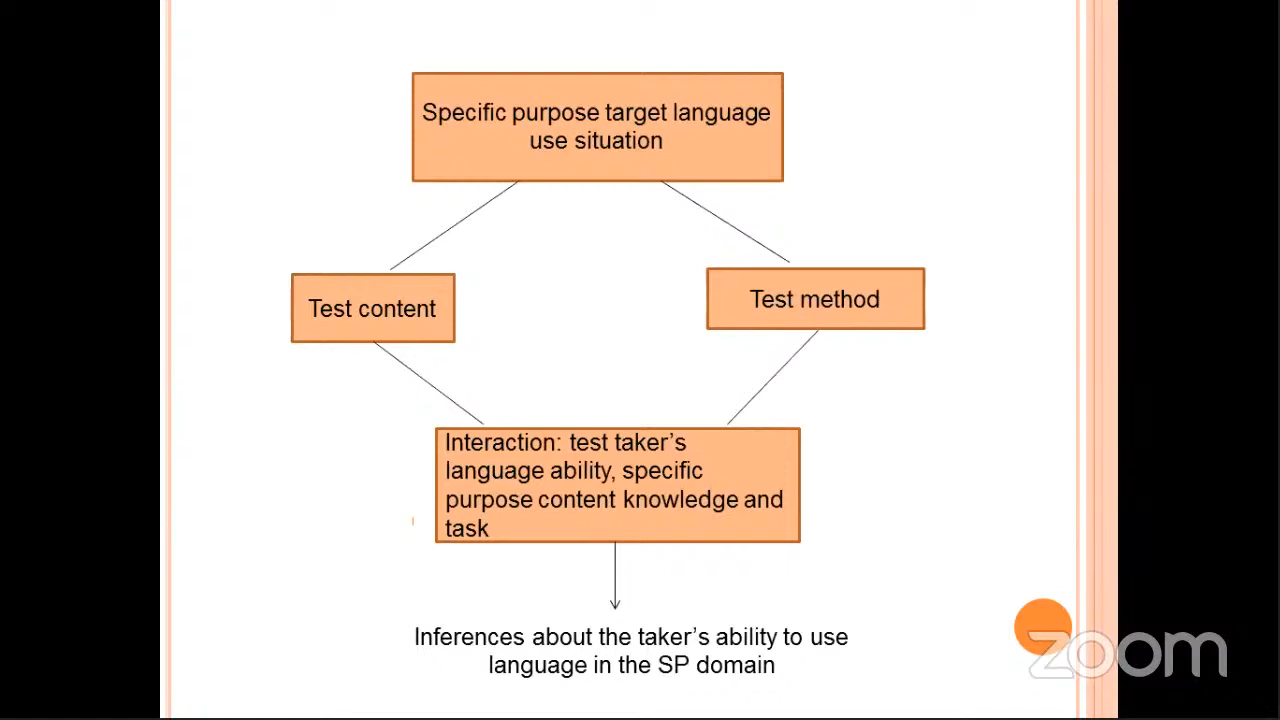 Specific purpose target language
use situation
Test content
Test method
Interaction: test taker’s
language ability, specific
purpose content knowledge and
task
Inferences about the taker’s ability to use
language in the SP domain
zoom